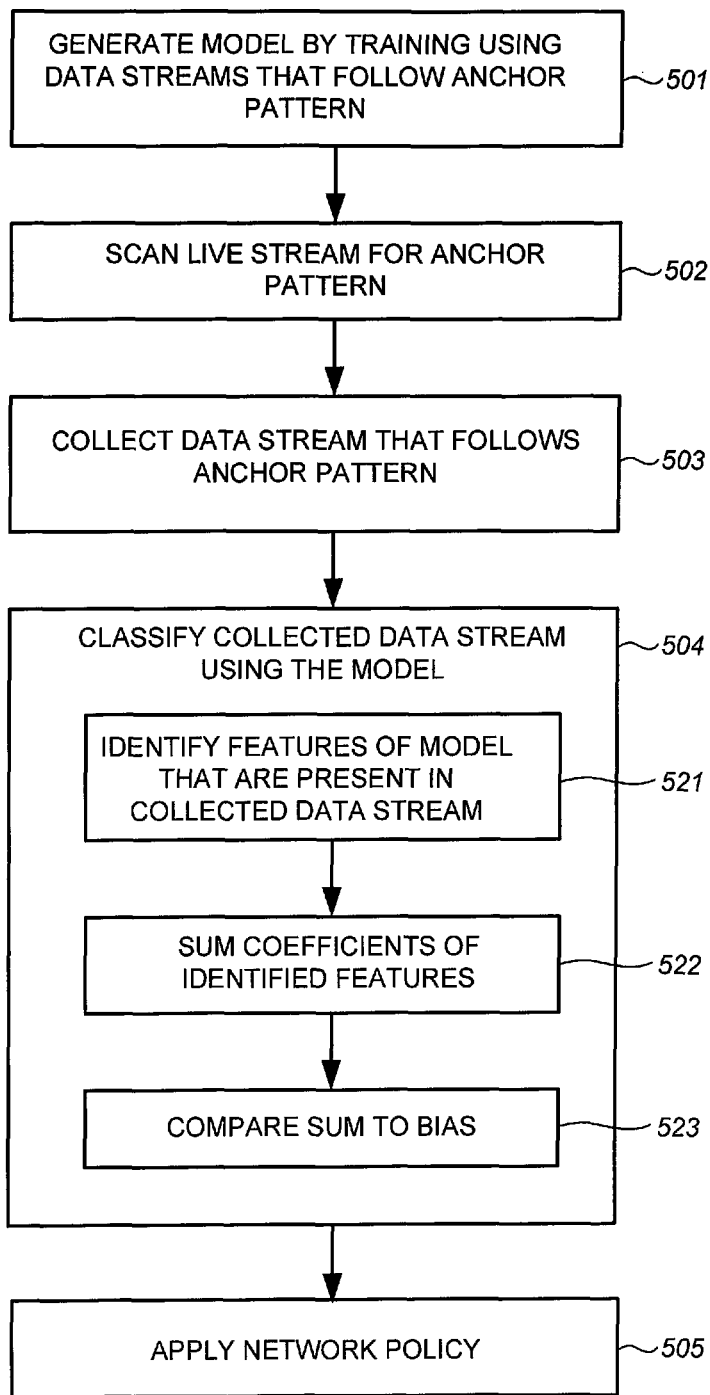 GENERATE MODEL BY TRAINING USING
DATA STREAMS THAT FOLLOW ANCHOR
PATTERN
501
SCAN LIVE STREAM FOR ANCHOR
PATTERN
502
COLLECT DATA STREAM THAT FOLLOWS
ANCHOR PATTERN
503
CLASSIFY COLLECTED DATA STREAM
USING THE MODEL
504
IDENTIFY FEATURES OF MODEL
THAT ARE PRESENT IN
COLLECTED DATA STREAM
521
SUM COEFFICIENTS OF
IDENTIFIED FEATURES
522
COMPARE SUM TO BIAS
523
APPLY NETWORK POLICY
505